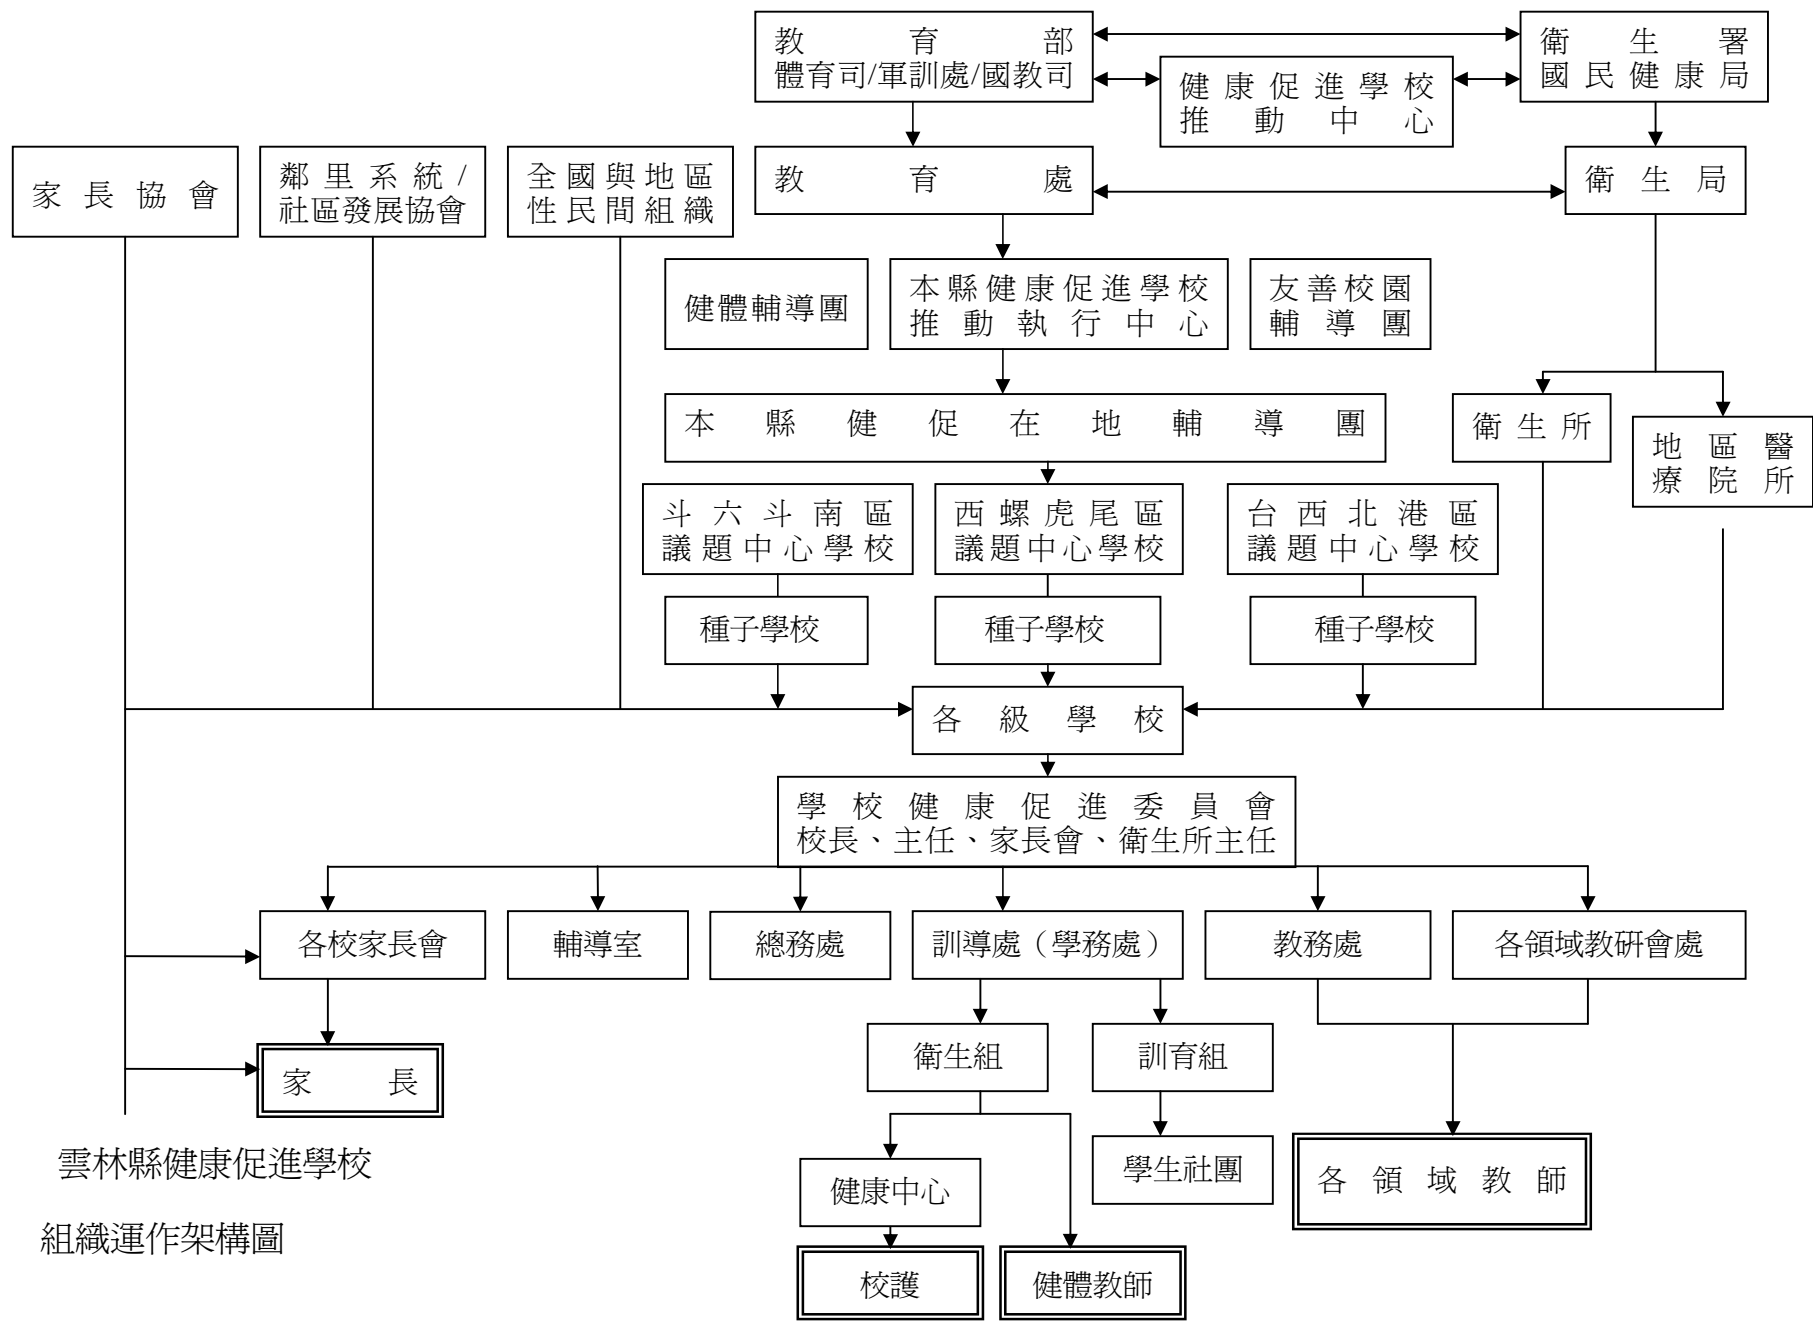 教育部
體育司/軍訓處/國教司
衛生署
國民健康局
健康促進學校
推動中心
家長協會
鄰里系統/
社區發展協會
全國與地區
性民間組織
教育處
衛生局
健體輔導團
本縣健康促進學校
推動執行中心
友善校園
輔導團
本縣健促在地輔導團
衛生所
地區醫
療院所
斗六斗南區
議題中心學校
西螺虎尾區
議題中心學校
台西北港區
議題中心學校
種子學校
種子學校
種子學校
各級學校
學校健康促進委員會
校長、主任、家長會、衛生所主任
各校家長會
輔導室
總務處
訓導處（學務處）
教務處
各領域教研會處
家長
衛生組
訓育組
健康中心
學生社團
各領域教師
校護
健體教師
雲林縣健康促進學校
組織運作架構圖